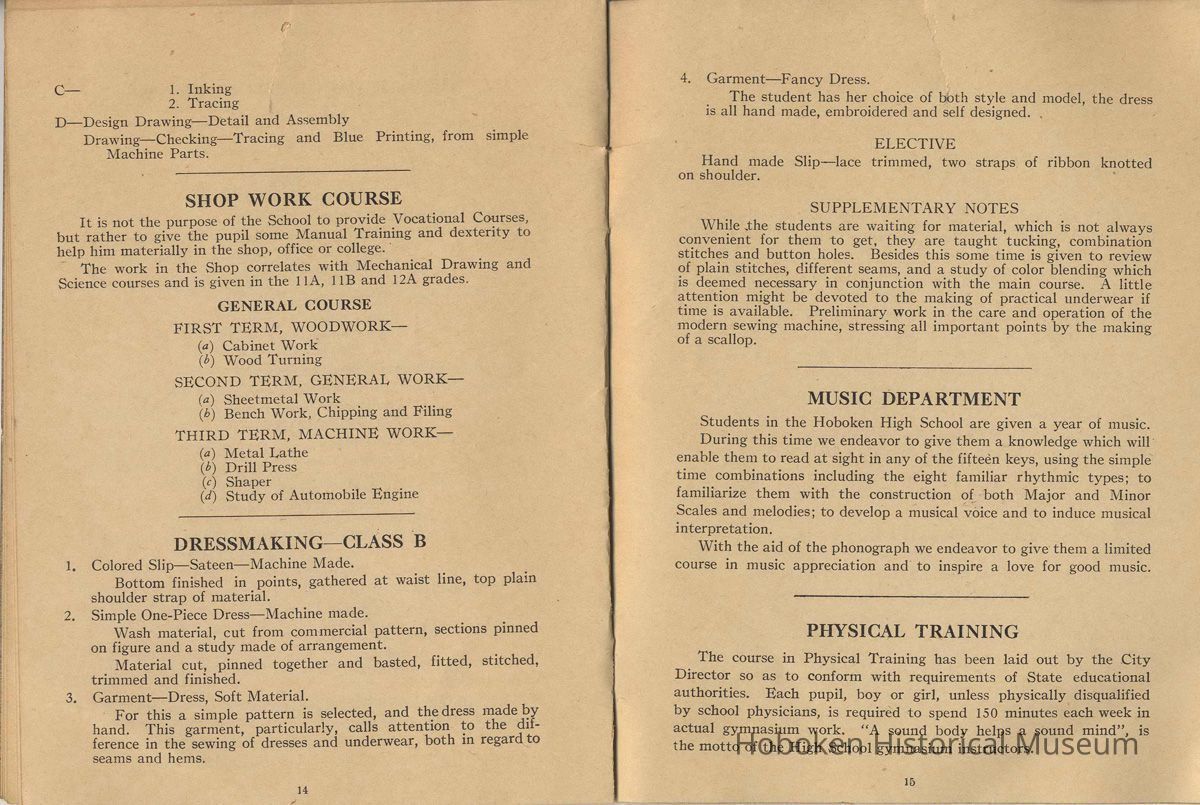 C—	1. Inking
2. Tracing
D—Design Drawing—Detail and Assembly
Drawing—Checking—Tracing and Blue Printing, from simple
Machine Parts.
SHOP WORK COURSE
It is not the purpose of the School to provide Vocational Courses,
but rather to give the pupil some Manual Training and dexterity to
help him materially in the shop, office or college.
The work in the Shop correlates with Mechanical Drawing and
Science courses and is given in the 11A, 11B and 12A grades.
GENERAL COURSE
FIRST TERM, WOODWORK—
(a) Cabinet Work
(b) Wood Turning
SECOND TERM, GENERAL WORK—
(a) Sheetmetal Work
(b) Bench Work, Chipping and Filing
THIRD TERM, MACHINE WORK—
(a) Metal Lathe
(b) Drill Press
(c) Shaper
(d) Study of Automobile Engine
DRESSMAKING—CLASS B
1. Colored Slip—Sateen—Machine Made.
Bottom finished in points, gathered at waist line, top plain
shoulder strap of material.
2. Simple One-Piece Dress—Machine made.
Wash material, cut from commercial pattern, sections pinned
on figure and a study made of arrangement.
Material cut, pinned together and basted, fitted, stitched,
trimmed and finished.
3. Garment—Dress, Soft Material.
For this a simple pattern is selected, and the dress made by
hand. This garment, particularly, calls attention to the dif-
ference in the sewing of dresses and underwear, both in regard to
seams and hems.
14
4. Garment—Fancy Dress.
The student has her choice of both style and model, the dress
is all hand made, embroidered and self designed.
ELECTIVE
Hand made Slip—lace trimmed, two straps of ribbon knotted
on shoulder.
SUPPLEMENTARY NOTES
While the students are waiting for material, which is not always
convenient for them to get, they are taught tucking, combination
stitches and button holes. Besides this some time is given to review
of plain stitches, different seams, and a study of color blending which
is deemed necessary in conjunction with the main course. A little
attention might be devoted to the making of practical underwear if
time is available. Preliminary work in the care and operation of the
modern sewing machine, stressing all important points by the making
of a scallop.
MUSIC DEPARTMENT
Students in the Hoboken High School are given a year of music.
During this time we endeavor to give them a knowledge which will
enable them to read at sight in any of the fifteen keys, using the simple
time combinations including the eight familiar rhythmic types; to
familiarize them with the construction of both Major and Minor
Scales and melodies; to develop a musical voice and to induce musical
interpretation.
With the aid of the phonograph we endeavor to give them a limited
course in music appreciation and to inspire a love for good music.
PHYSICAL TRAINING
The course in Physical Training has been laid out by the City
Director so as to conform with requirements of State educational
authorities. Each pupil, boy or girl, unless physically disqualified
by school physicians, is required to spend 150 minutes each week in
actual gymnasium work. "A sound body helps a sound mind", is
the motto of the High School gymnasium instructors.
Hoboken Historical Museum
15